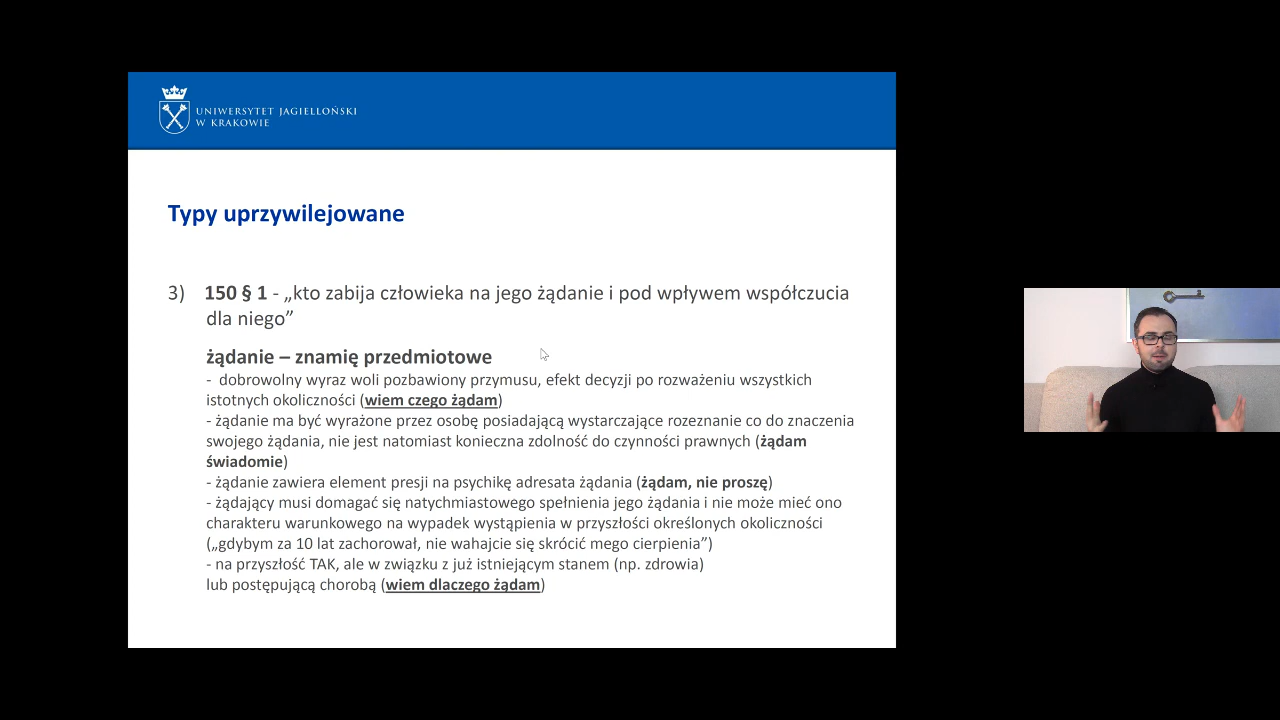 UNIWERSYTET JAGIELLOŃSKI
W KRAKOWIE
Typy uprzywilejowane
3) 150 § 1 - „kto zabija człowieka na jego żądanie i pod wpływem współczucia
dla niego”
żądanie – znamię przedmiotowe
- dobrowolny wyraz woli pozbawiony przymusu, efekt decyzji po rozważeniu wszystkich
istotnych okoliczności (wiem czego żądam)
- żądanie ma być wyrażone przez osobę posiadającą wystarczające rozeznanie co do znaczenia
swojego żądania, nie jest natomiast konieczna zdolność do czynności prawnych (żądam
świadomie)
- żądanie zawiera element presji na psychikę adresata żądania (żądam, nie proszę)
- żądający musi domagać się natychmiastowego spełnienia jego żądania i nie może mieć ono
charakteru warunkowego na wypadek wystąpienia w przyszłości określonych okoliczności
(„gdybym za 10 lat zachorował, nie wahajcie się skrócić mego cierpienia”)
- na przyszłość TAK, ale w związku z już istniejącym stanem (np. zdrowia)
lub postępującą chorobą (wiem dlaczego żądam)